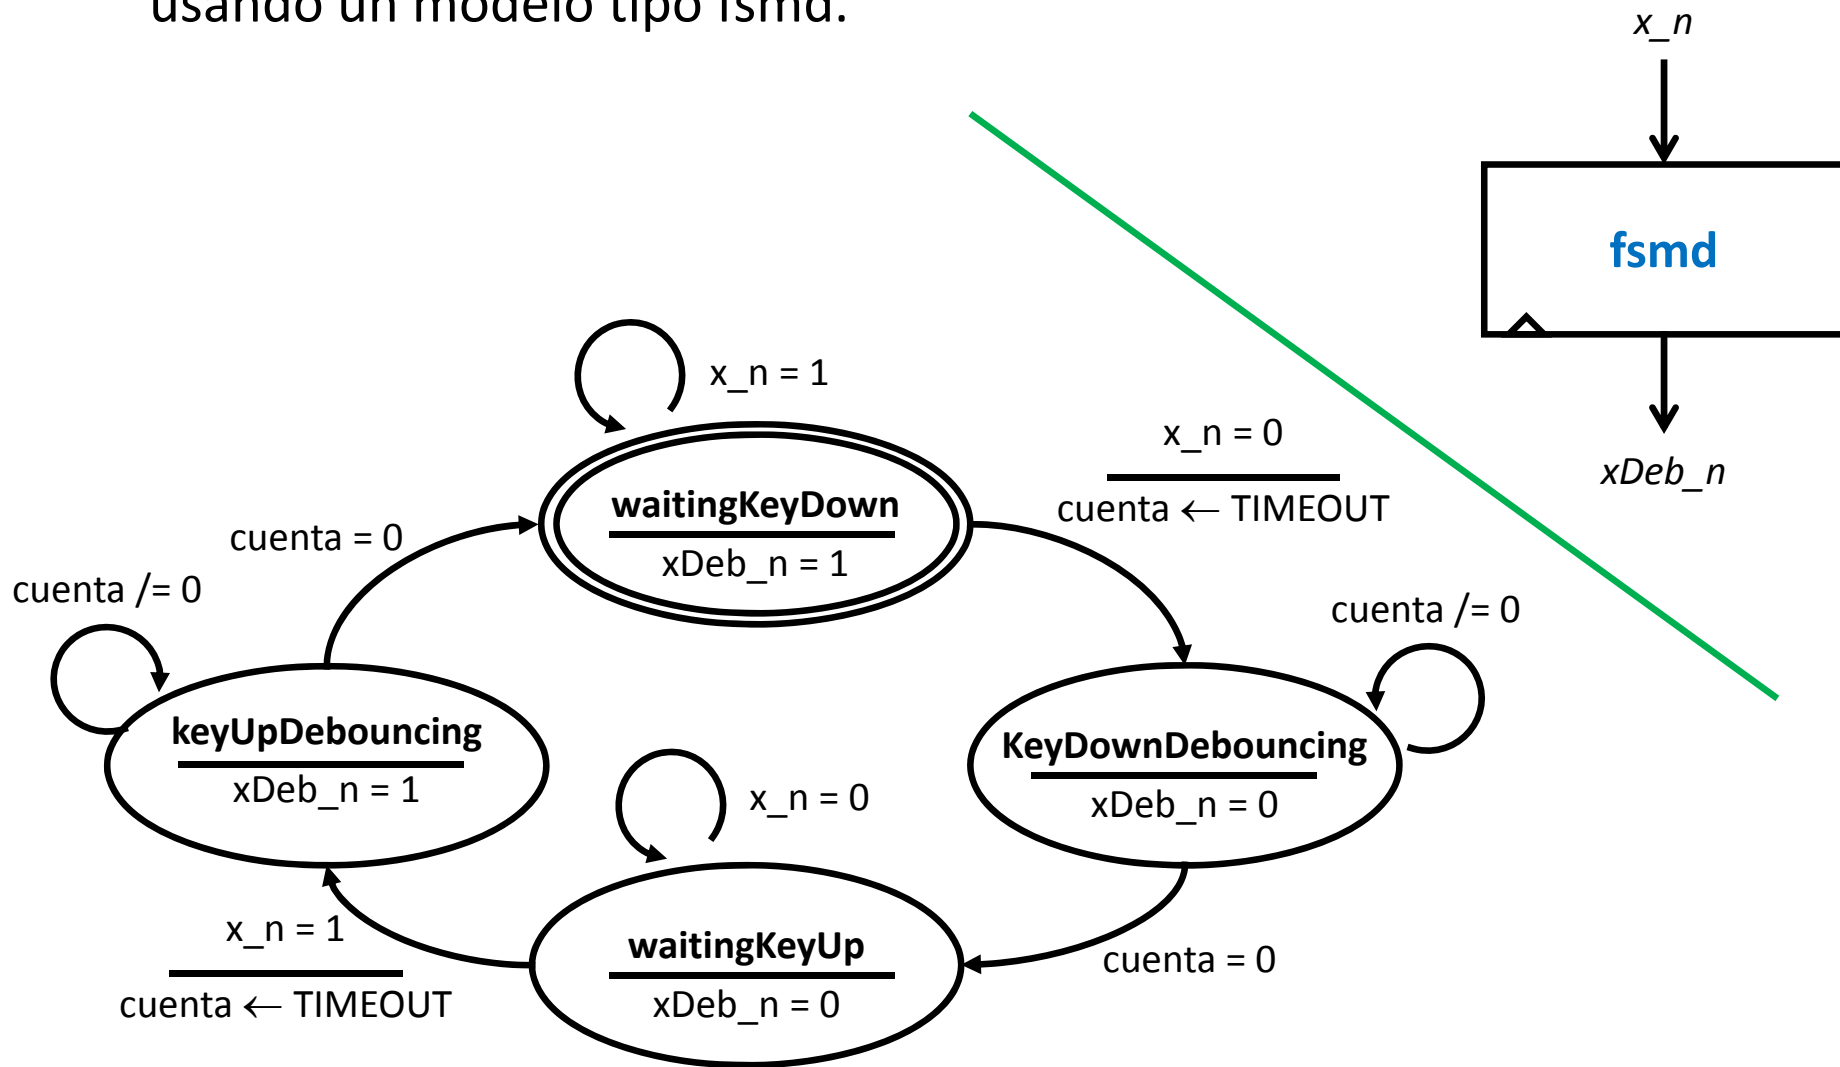 usando un modelo tipo fsmd.
x_n
fsmd
xDeb_n
x_n = 1
x_n = 0
cuenta ← TIMEOUT
waitingKeyDown
xDeb_n = 1
cuenta = 0
cuenta /= 0
cuenta /= 0
keyUpDebouncing
xDeb_n = 1
KeyDownDebouncing
xDeb_n = 0
x_n = 0
x_n = 1
cuenta ← TIMEOUT
waitingKeyUp
xDeb_n = 0
cuenta = 0